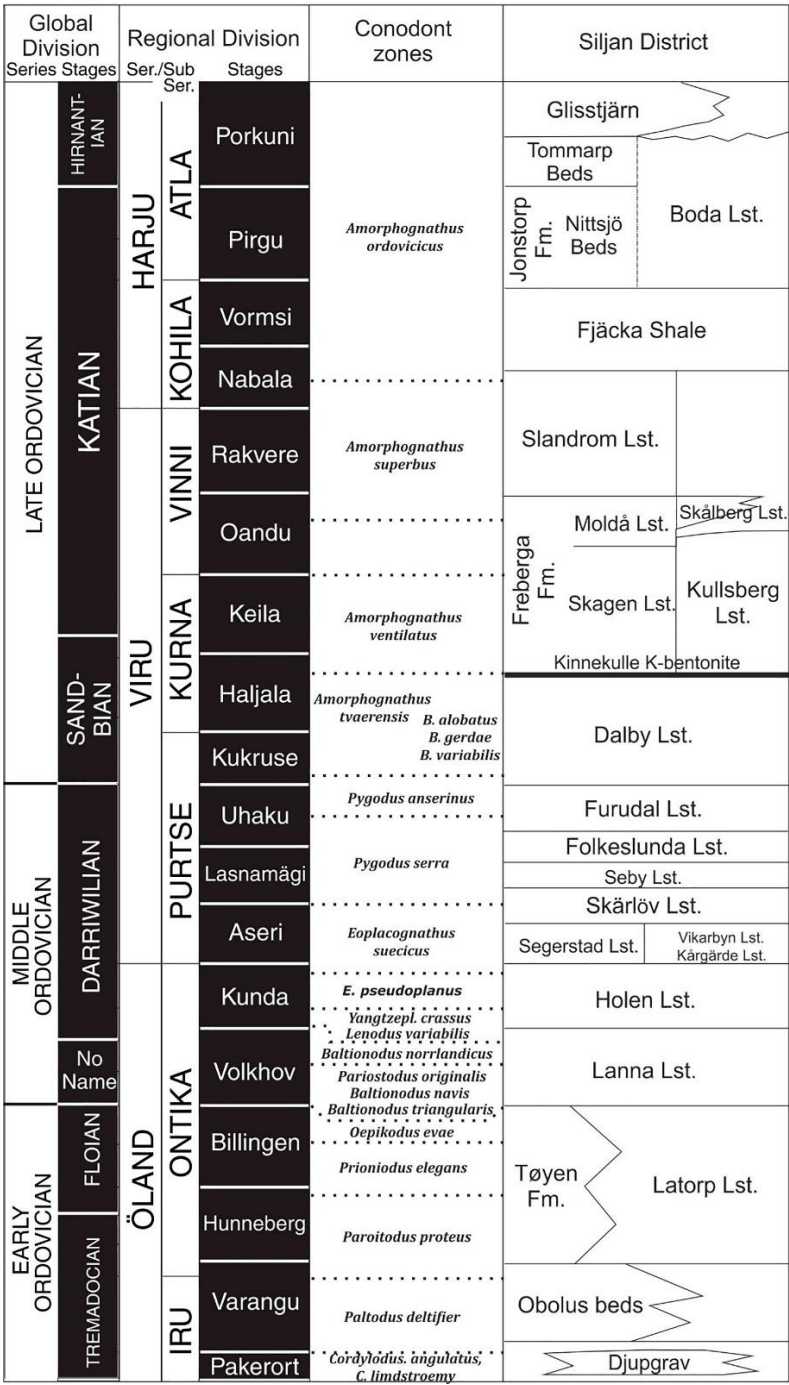 Global
Division
Series Stages
Regional Division
Ser./Sub
Ser.
Stages
Conodont
zones
Siljan District
LATE ORDOVICIAN
MIDDLE
ORDOVICIAN
EARLY
ORDOVICIAN
HIRNANT-
IAN
KATIAN
SAND-
BIAN
DARRIWILIAN
No
Name
FLOIAN
TREMADOCIAN
HARJU
VIRU
ÖLAND
ATLA
KOHILA
VINNI
KURNA
PURTSE
ONTIKA
IRU
Porkuni
Pirgu
Vormsi
Nabala
Rakvere
Oandu
Keila
Haljala
Kukruse
Uhaku
Lasnamägi
Aseri
Kunda
Volkhov
Billingen
Hunneberg
Varangu
Pakerort
Amorphognathus
ordovicicus
Amorphognathus
superbus
Amorphognathus
ventilatus
Amorphognathus
tvaerensis
B. alobatus
B. gerdae
B. variabilis
Pygodus anserinus
Pygodus serra
Eoplacognathus
suecicus
E. pseudoplanus
Yangtzepl. crassus
Lenodus variabilis
Baltionodus norrlandicus
Pariostodus originalis
Baltionodus navis
Baltionodus triangularis
Oepikodus evae
Prioniodus elegans
Paroitodus proteus
Paltodus deltifier
Cordylodus. angulatus,
C. limdstroemy
Glisstjärn
Tommarp
Beds
Jonstorp
Fm.
Nittsjö
Beds
Boda Lst.
Fjäcka Shale
Slandrom Lst.
Freberga
Fm.
Moldå Lst.
Skålberg Lst.
Skagen Lst.
Kullsberg
Lst.
Kinnekulle K-bentonite
Dalby Lst.
Furudal Lst.
Folkeslunda Lst.
Seby Lst.
Skärlöv Lst.
Segerstad Lst.
Vikarbyn Lst.
Kårgärde Lst.
Holen Lst.
Lanna Lst.
Tøyen
Fm.
Latorp Lst.
Obolus beds
Djupgrav